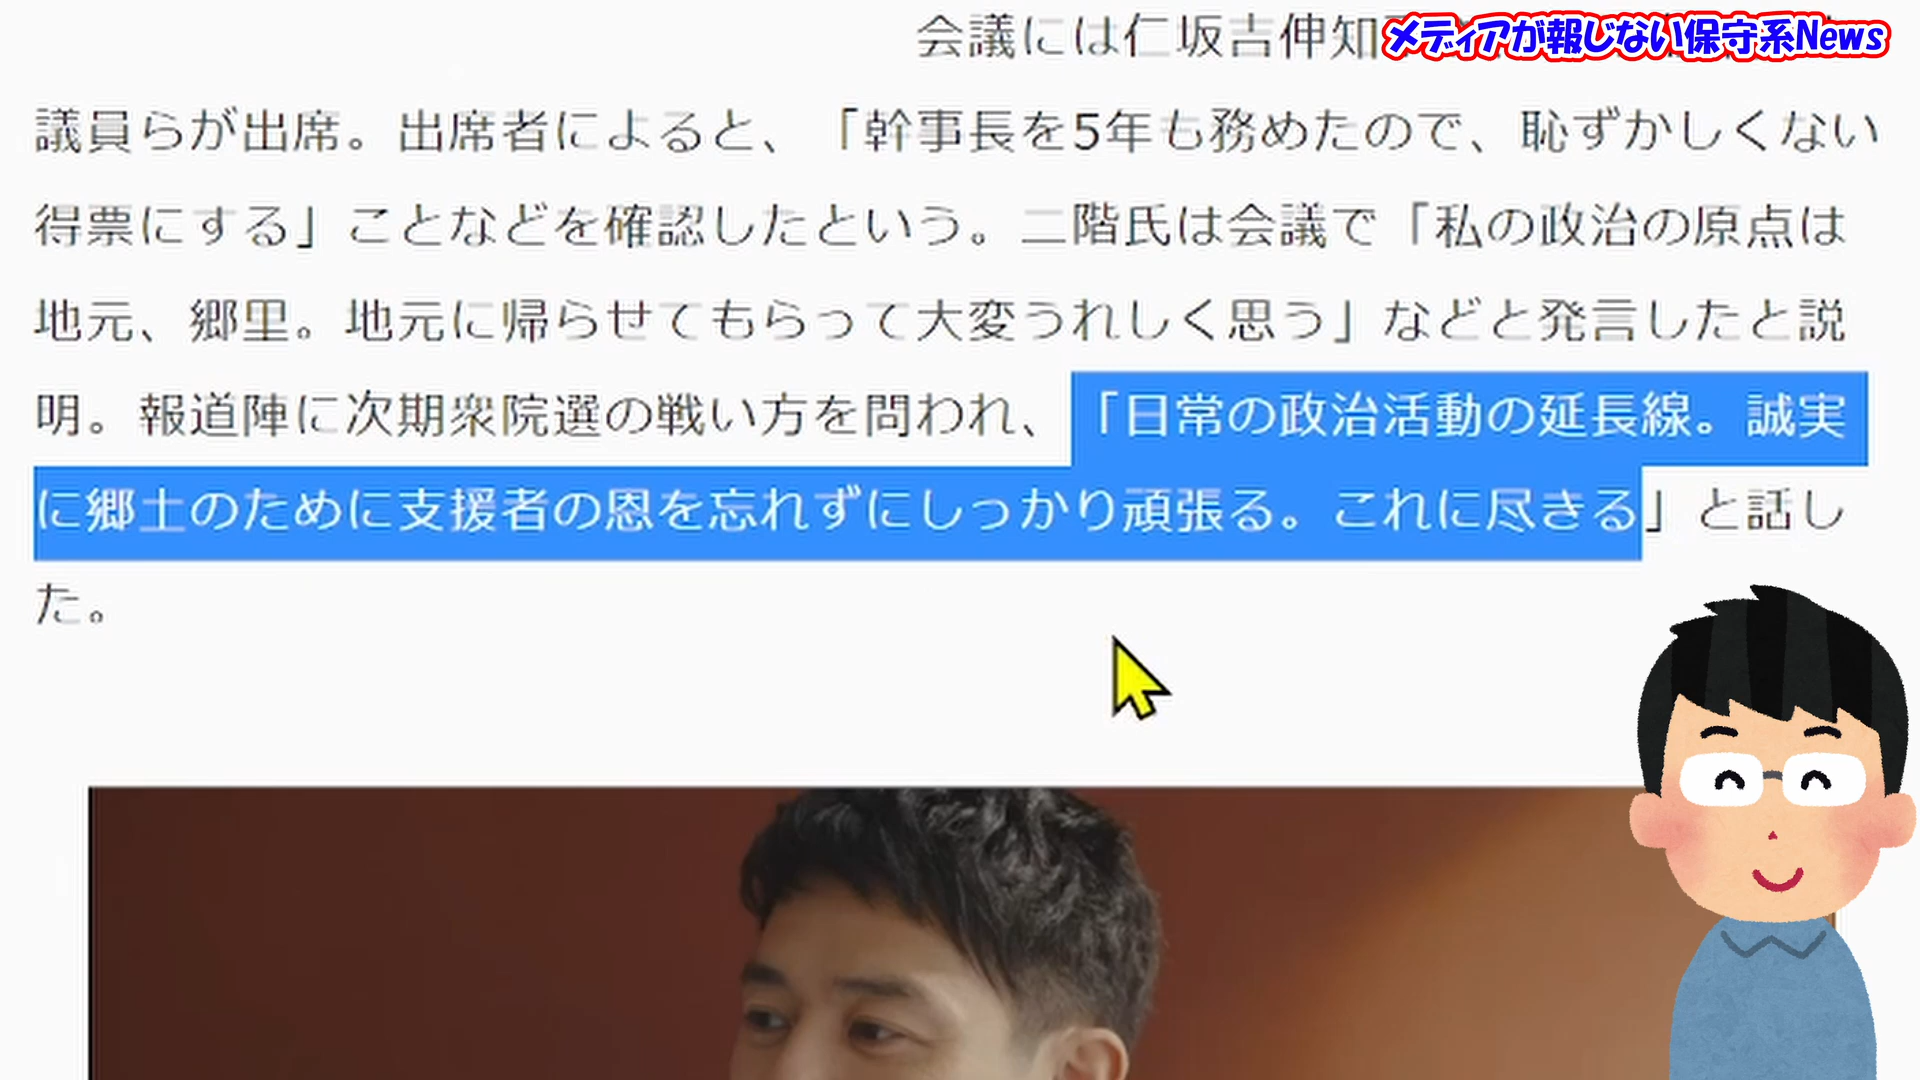 会議には仁坂吉伸知
メディアが報じない保守系News
議員らが出席。出席者によると、「幹事長を5年も務めたので、恥ずかしくない
得票にする」ことなどを確認したという。二階氏は会議で「私の政治の原点は
地元、郷里。地元に帰らせてもらって大変うれしく思う」などと発言したと説
明。報道陣に次期衆院選の戦い方を問われ、「日常の政治活動の延長線。誠実
に郷土のために支援者の恩を忘れずにしっかり頑張る。これに尽きる」と話し
た。